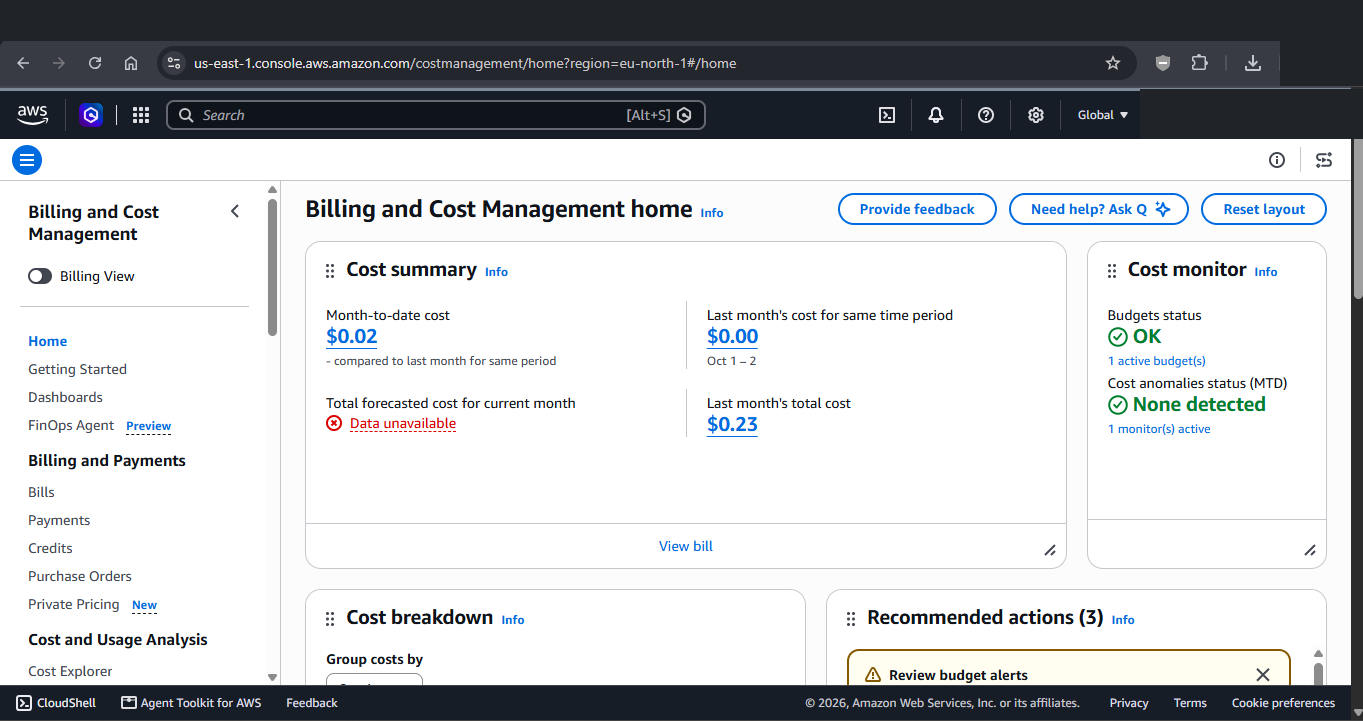 us-east-1.console.aws.amazon.com/costmanagement/home?region=eu-north-1#/home
aws
Search
[Alt+S]
Global
Billing and Cost Management
Billing View
Home
Getting Started
Dashboards
FinOps Agent Preview
Billing and Payments
Bills
Payments
Credits
Purchase Orders
Private Pricing New
Cost and Usage Analysis
Cost Explorer
Billing and Cost Management home Info
Provide feedback
Need help? Ask Q
Reset layout
Cost summary Info
Month-to-date cost
$0.02
- compared to last month for same period
Last month's cost for same time period
$0.00
Oct 1 – 2
Total forecasted cost for current month
Data unavailable
Last month's total cost
$0.23
View bill
Cost monitor Info
Budgets status
OK
1 active budget(s)
Cost anomalies status (MTD)
None detected
1 monitor(s) active
Cost breakdown Info
Group costs by
Recommended actions (3) Info
Review budget alerts
CloudShell
Agent Toolkit for AWS
Feedback
© 2026, Amazon Web Services, Inc. or its affiliates.
Privacy
Terms
Cookie preferences